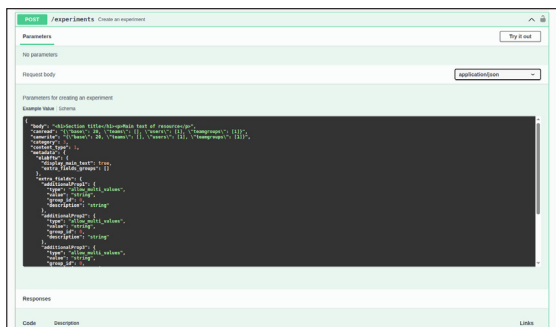 POST /experiments Create an experiment
Parameters
Try it out
No parameters
Request body
application/json
Parameters for creating an experiment
Example Value | Schema
{
"body": "<h1>Section title</h1><p>Main text of resource</p>",
"canread": "{\"base\": 20, \"teams\": [], \"users\": [1], \"teamgroups\": [1]}",
"canwrite": "{\"base\": 20, \"teams\": [], \"users\": [1], \"teamgroups\": [1]}",
"category": 3,
"content_type": 1,
"metadata": {
"elabftw": {
"display_main_text": true,
"extra_fields_groups": []
},
"extra_fields": {
"additionalProp1": {
"type": "allow_multi_values",
"value": "string",
"group_id": 0,
"description": "string"
},
"additionalProp2": {
"type": "allow_multi_values",
"value": "string",
"group_id": 0,
"description": "string"
},
"additionalProp3": {
"type": "allow_multi_values",
"value": "string",
"group_id": 0,
Responses
Code Description Links